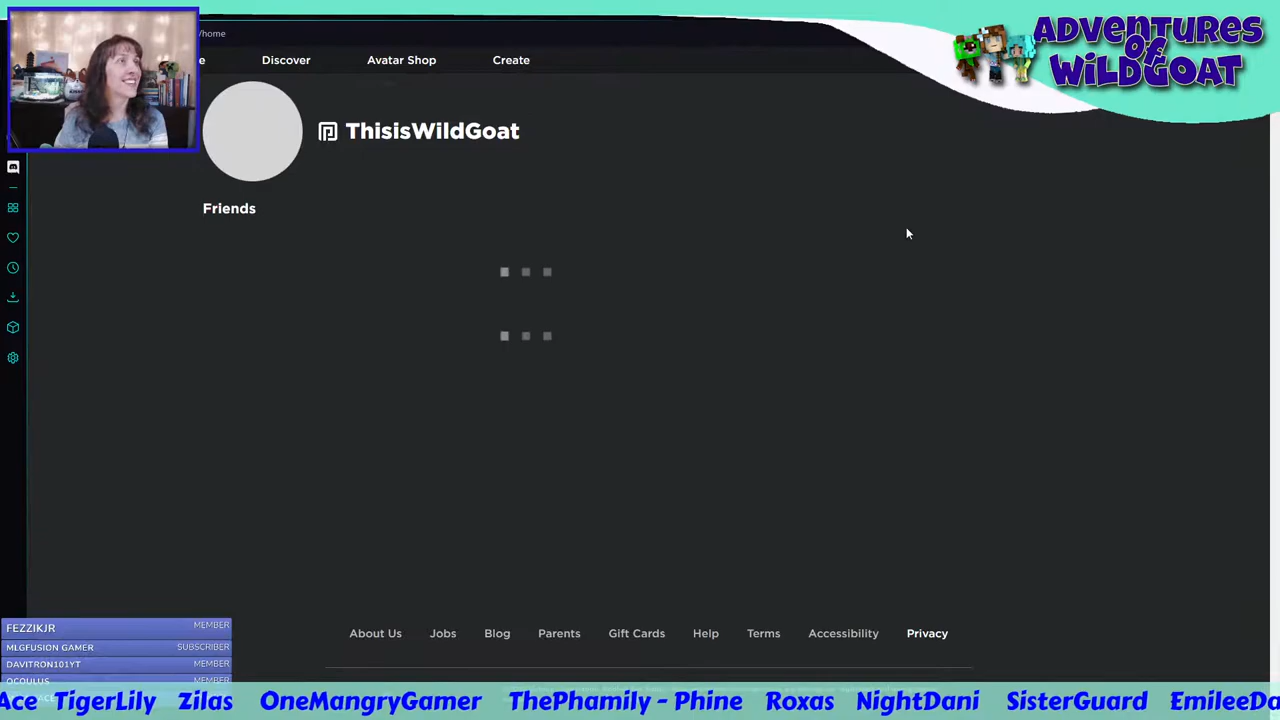 /home
Adventures
of
WildGoat
Discover
Avatar Shop
Create
ThisisWildGoat
Friends
FEZZIKJR MEMBER
MLGFUSION GAMER SUBSCRIBER
DAVITRON101YT MEMBER
OCOULUS MEMBER
About Us Jobs Blog Parents Gift Cards Help Terms Accessibility Privacy
Ace TigerLily Zilas OneMangryGamer ThePhamily - Phine Roxas NightDani SisterGuard EmileeDa